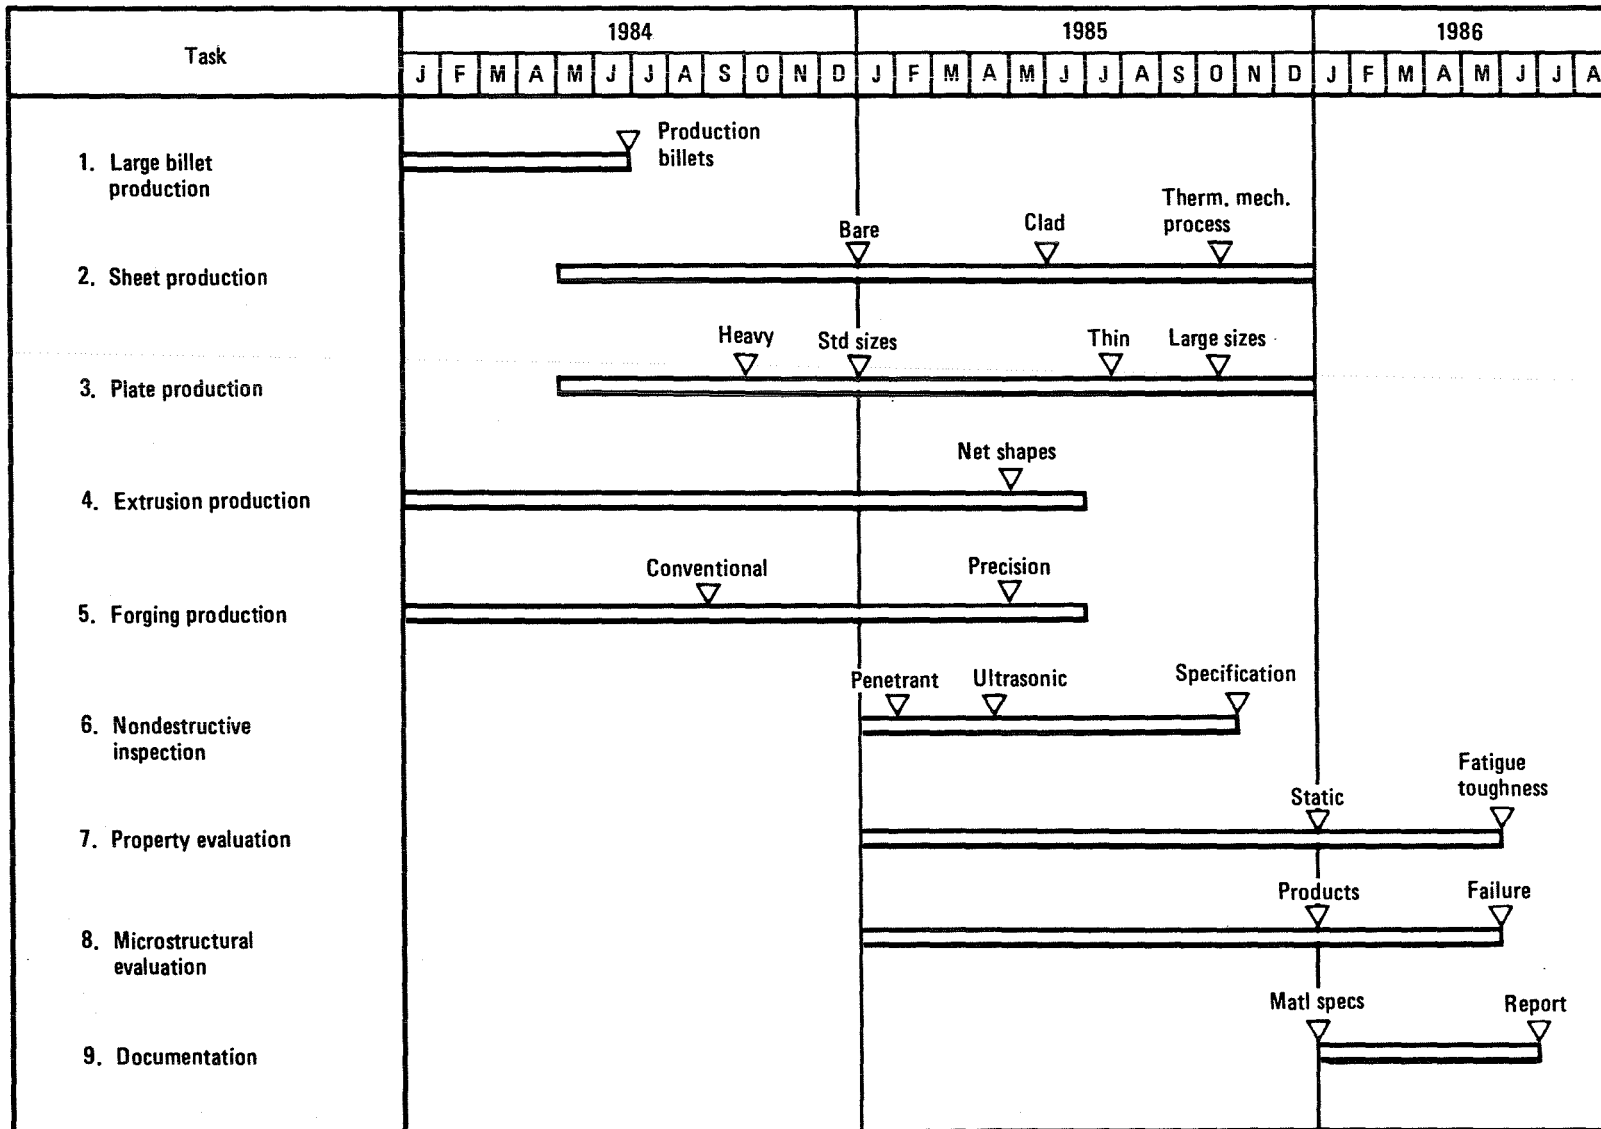 Task
1984
1985
1986
J F M A M J J A S O N D J F M A M J J A S O N D J F M A M J J A
1. Large billet
production
Production
billets
2. Sheet production
Bare
Clad
Therm. mech.
process
3. Plate production
Heavy
Std sizes
Thin
Large sizes
4. Extrusion production
Net shapes
5. Forging production
Conventional
Precision
6. Nondestructive
inspection
Penetrant
Ultrasonic
Specification
7. Property evaluation
Static
Fatigue
toughness
8. Microstructural
evaluation
Products
Failure
9. Documentation
Matl specs
Report